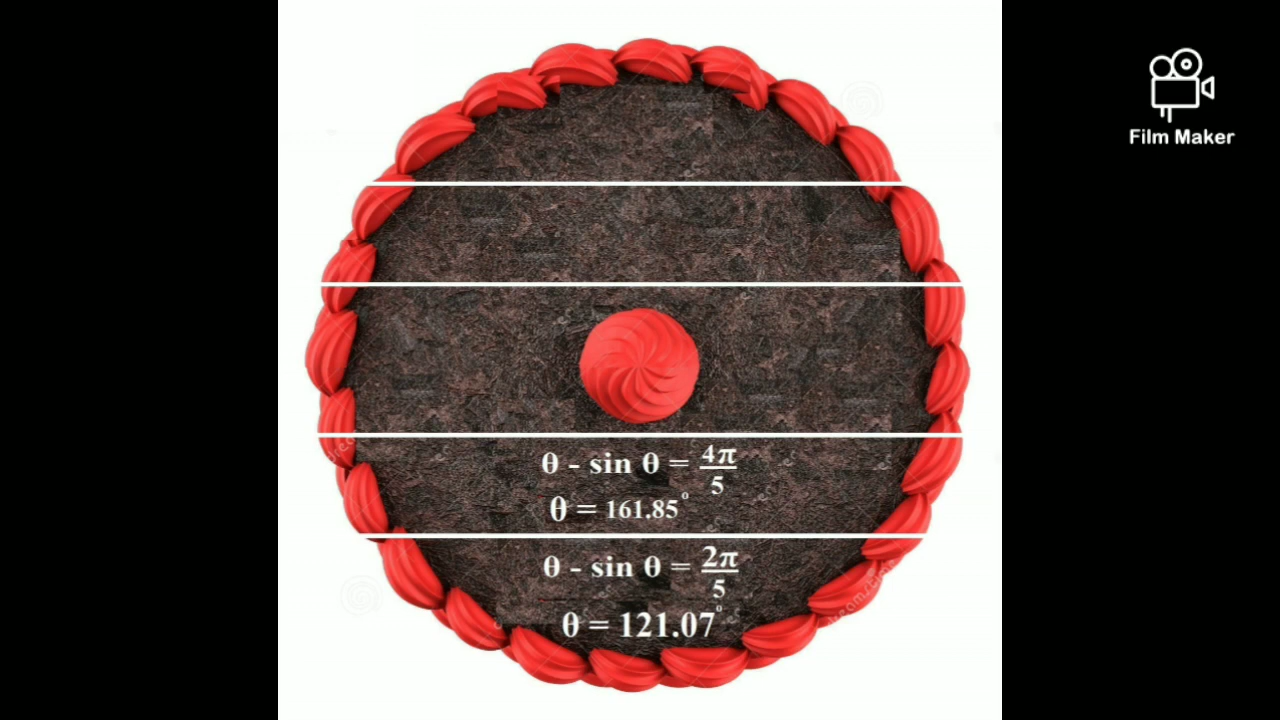 Film Maker
θ - sin θ = 4π/5
θ = 161.85°
θ - sin θ = 2π/5
θ = 121.07°